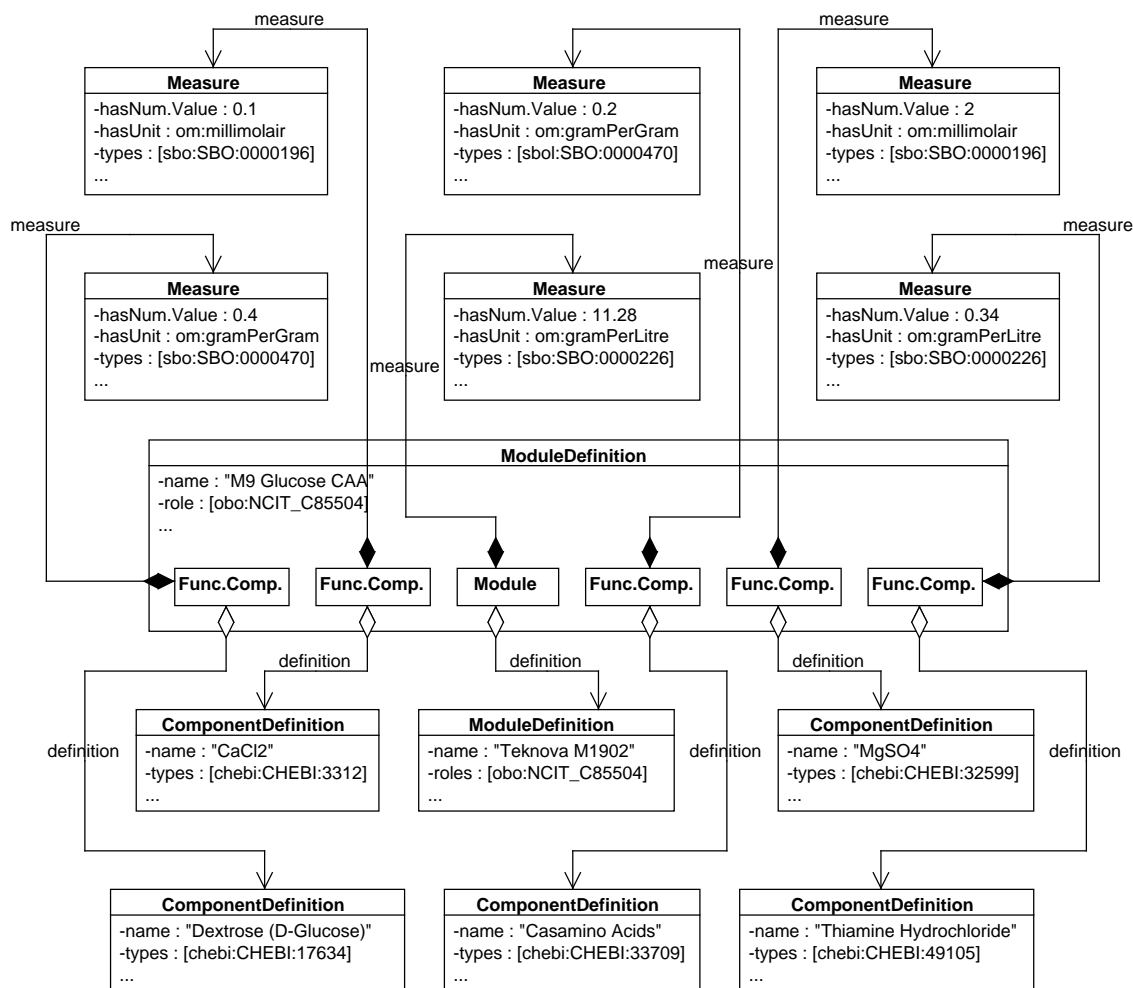 measure
measure
Measure
-hasNum.Value : 0.1
-hasUnit : om:millimolair
-types : [sbo:SBO:0000196]
...
Measure
-hasNum.Value : 0.2
-hasUnit : om:gramPerGram
-types : [sbol:SBO:0000470]
...
Measure
-hasNum.Value : 2
-hasUnit : om:millimolair
-types : [sbo:SBO:0000196]
...
measure
measure
measure
measure
Measure
-hasNum.Value : 0.4
-hasUnit : om:gramPerGram
-types : [sbo:SBO:0000470]
...
Measure
-hasNum.Value : 11.28
-hasUnit : om:gramPerLitre
-types : [sbo:SBO:0000226]
...
Measure
-hasNum.Value : 0.34
-hasUnit : om:gramPerLitre
-types : [sbo:SBO:0000226]
...
ModuleDefinition
-name : "M9 Glucose CAA"
-role : [obo:NCIT_C85504]
...
Func.Comp.
Func.Comp.
Module
Func.Comp.
Func.Comp.
Func.Comp.
definition
definition
definition
ComponentDefinition
-name : "CaCl2"
-types : [chebi:CHEBI:3312]
...
ModuleDefinition
-name : "Teknova M1902"
-roles : [obo:NCIT_C85504]
...
ComponentDefinition
-name : "MgSO4"
-types : [chebi:CHEBI:32599]
...
definition
definition
definition
ComponentDefinition
-name : "Dextrose (D-Glucose)"
-types : [chebi:CHEBI:17634]
...
ComponentDefinition
-name : "Casamino Acids"
-types : [chebi:CHEBI:33709]
...
ComponentDefinition
-name : "Thiamine Hydrochloride"
-types : [chebi:CHEBI:49105]
...